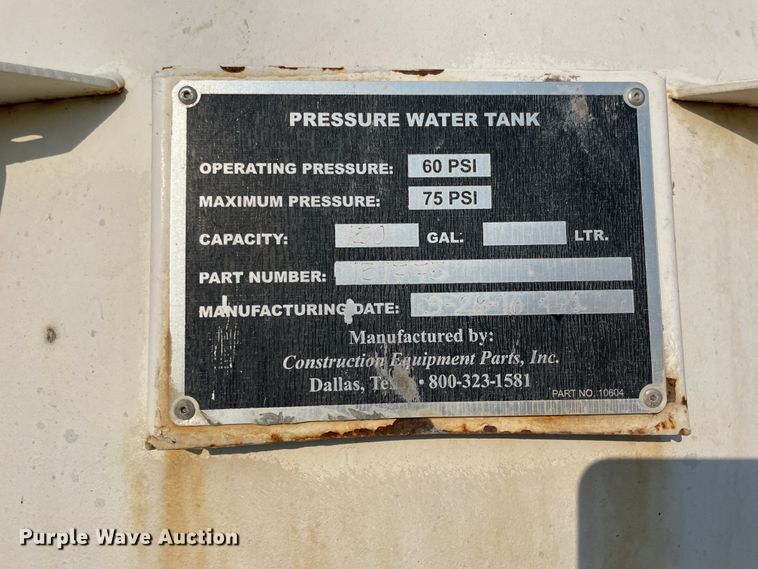 PRESSURE WATER TANK
OPERATING PRESSURE: 60 PSI
MAXIMUM PRESSURE: 75 PSI
CAPACITY: GAL: LTR.
PART NUMBER:
MANUFACTURING DATE:
Manufactured by:
Construction Equipment Parts, Inc.
Dallas, • 800-323-1581
PART NO. 10604
Purple Wave Auction